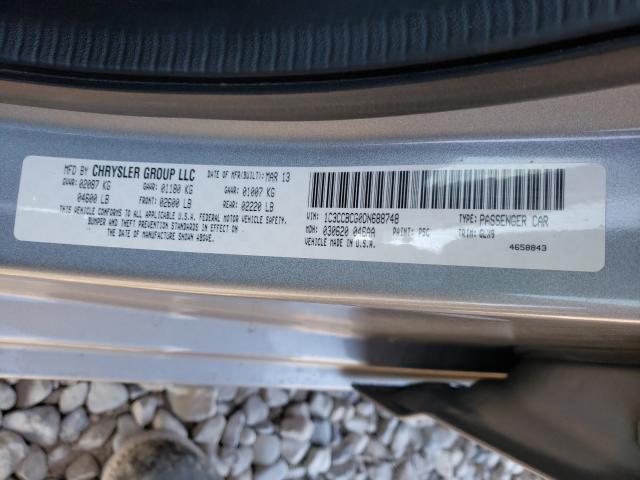 MFD BY CHRYSLER GROUP LLC DATE OF MFR(BUILT): MAR 13
GVWR: 02087 KG GAWR: 01180 KG GAWR: 01007 KG
04600 LB FRONT: 02600 LB REAR: 02220 LB
THIS VEHICLE CONFORMS TO ALL APPLICABLE U.S.A. FEDERAL MOTOR VEHICLE SAFETY,
BUMPER AND THEFT PREVENTION STANDARDS IN EFFECT ON
THE DATE OF MANUFACTURE SHOWN ABOVE.
VIN: 1C3CCBCG0DN688748 TYPE: PASSENGER CAR
MDH: 030620 048AA PAINT: PSC TRIM:
VEHICLE MADE IN U.S.A. 4658843